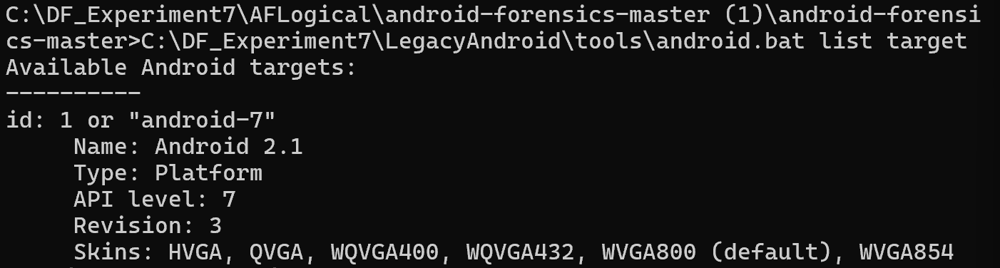 C:\DF_Experiment7\AFLogical\android-forensics-master (1)\android-forensi
cs-master>C:\DF_Experiment7\LegacyAndroid\tools\android.bat list target
Available Android targets:
----------
id: 1 or "android-7"
     Name: Android 2.1
     Type: Platform
     API level: 7
     Revision: 3
     Skins: HVGA, QVGA, WQVGA400, WQVGA432, WVGA800 (default), WVGA854